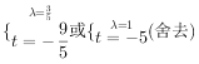 { λ=3/5
t = − 9/5 或{ λ=1
t = −5 (舍去)